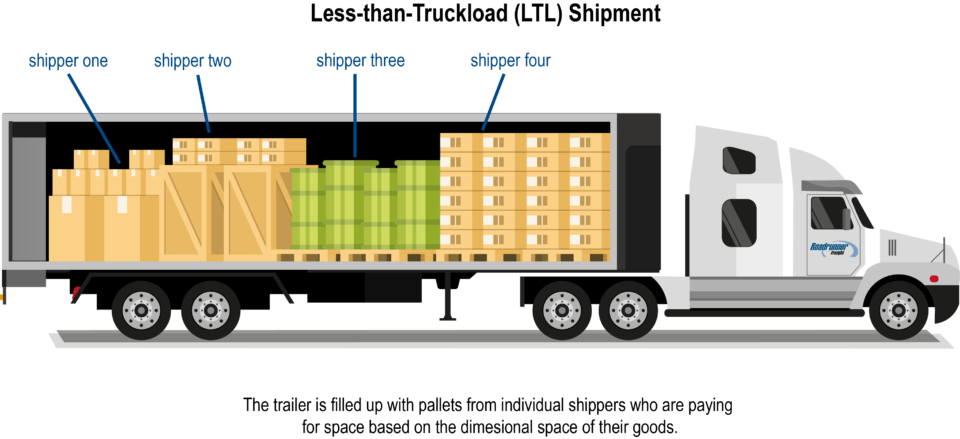 Less-than-Truckload (LTL) Shipment
shipper one
shipper two
shipper three
shipper four
Roadrunner
freight
The trailer is filled up with pallets from individual shippers who are paying
for space based on the dimesional space of their goods.